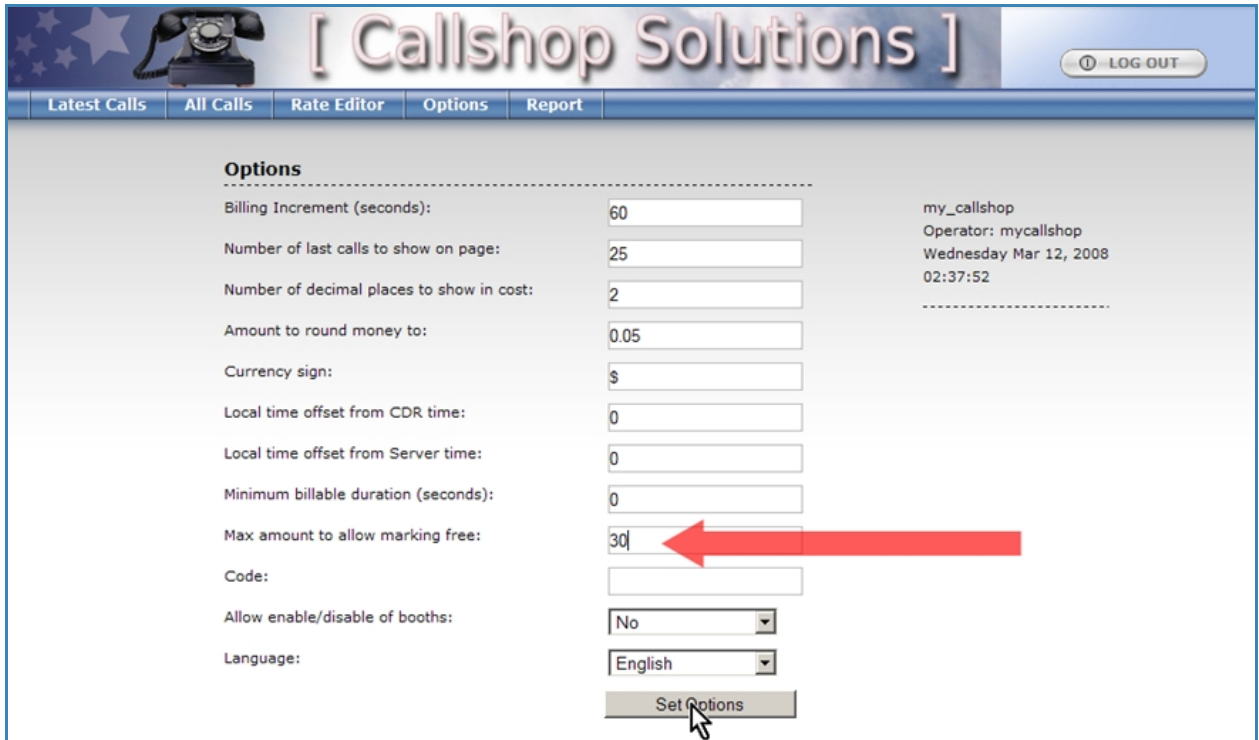 [ Callshop Solutions ]
LOG OUT
Latest Calls All Calls Rate Editor Options Report
Options
Billing Increment (seconds): 60
Number of last calls to show on page: 25
Number of decimal places to show in cost: 2
Amount to round money to: 0.05
Currency sign: $
Local time offset from CDR time: 0
Local time offset from Server time: 0
Minimum billable duration (seconds): 0
Max amount to allow marking free: 30
Code:
Allow enable/disable of booths: No
Language: English
Set Options
my_callshop
Operator: mycallshop
Wednesday Mar 12, 2008
02:37:52